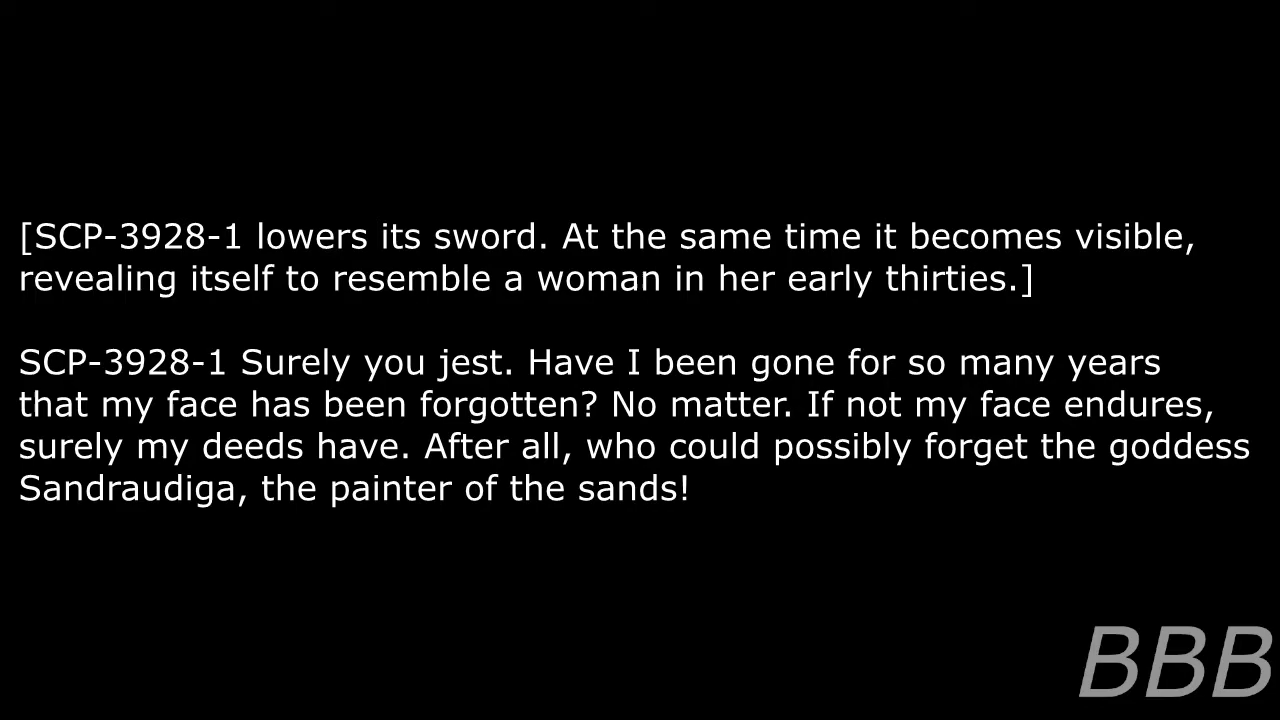 [SCP-3928-1 lowers its sword. At the same time it becomes visible,
revealing itself to resemble a woman in her early thirties.]
SCP-3928-1 Surely you jest. Have I been gone for so many years
that my face has been forgotten? No matter. If not my face endures,
surely my deeds have. After all, who could possibly forget the goddess
Sandraudiga, the painter of the sands!
BBB